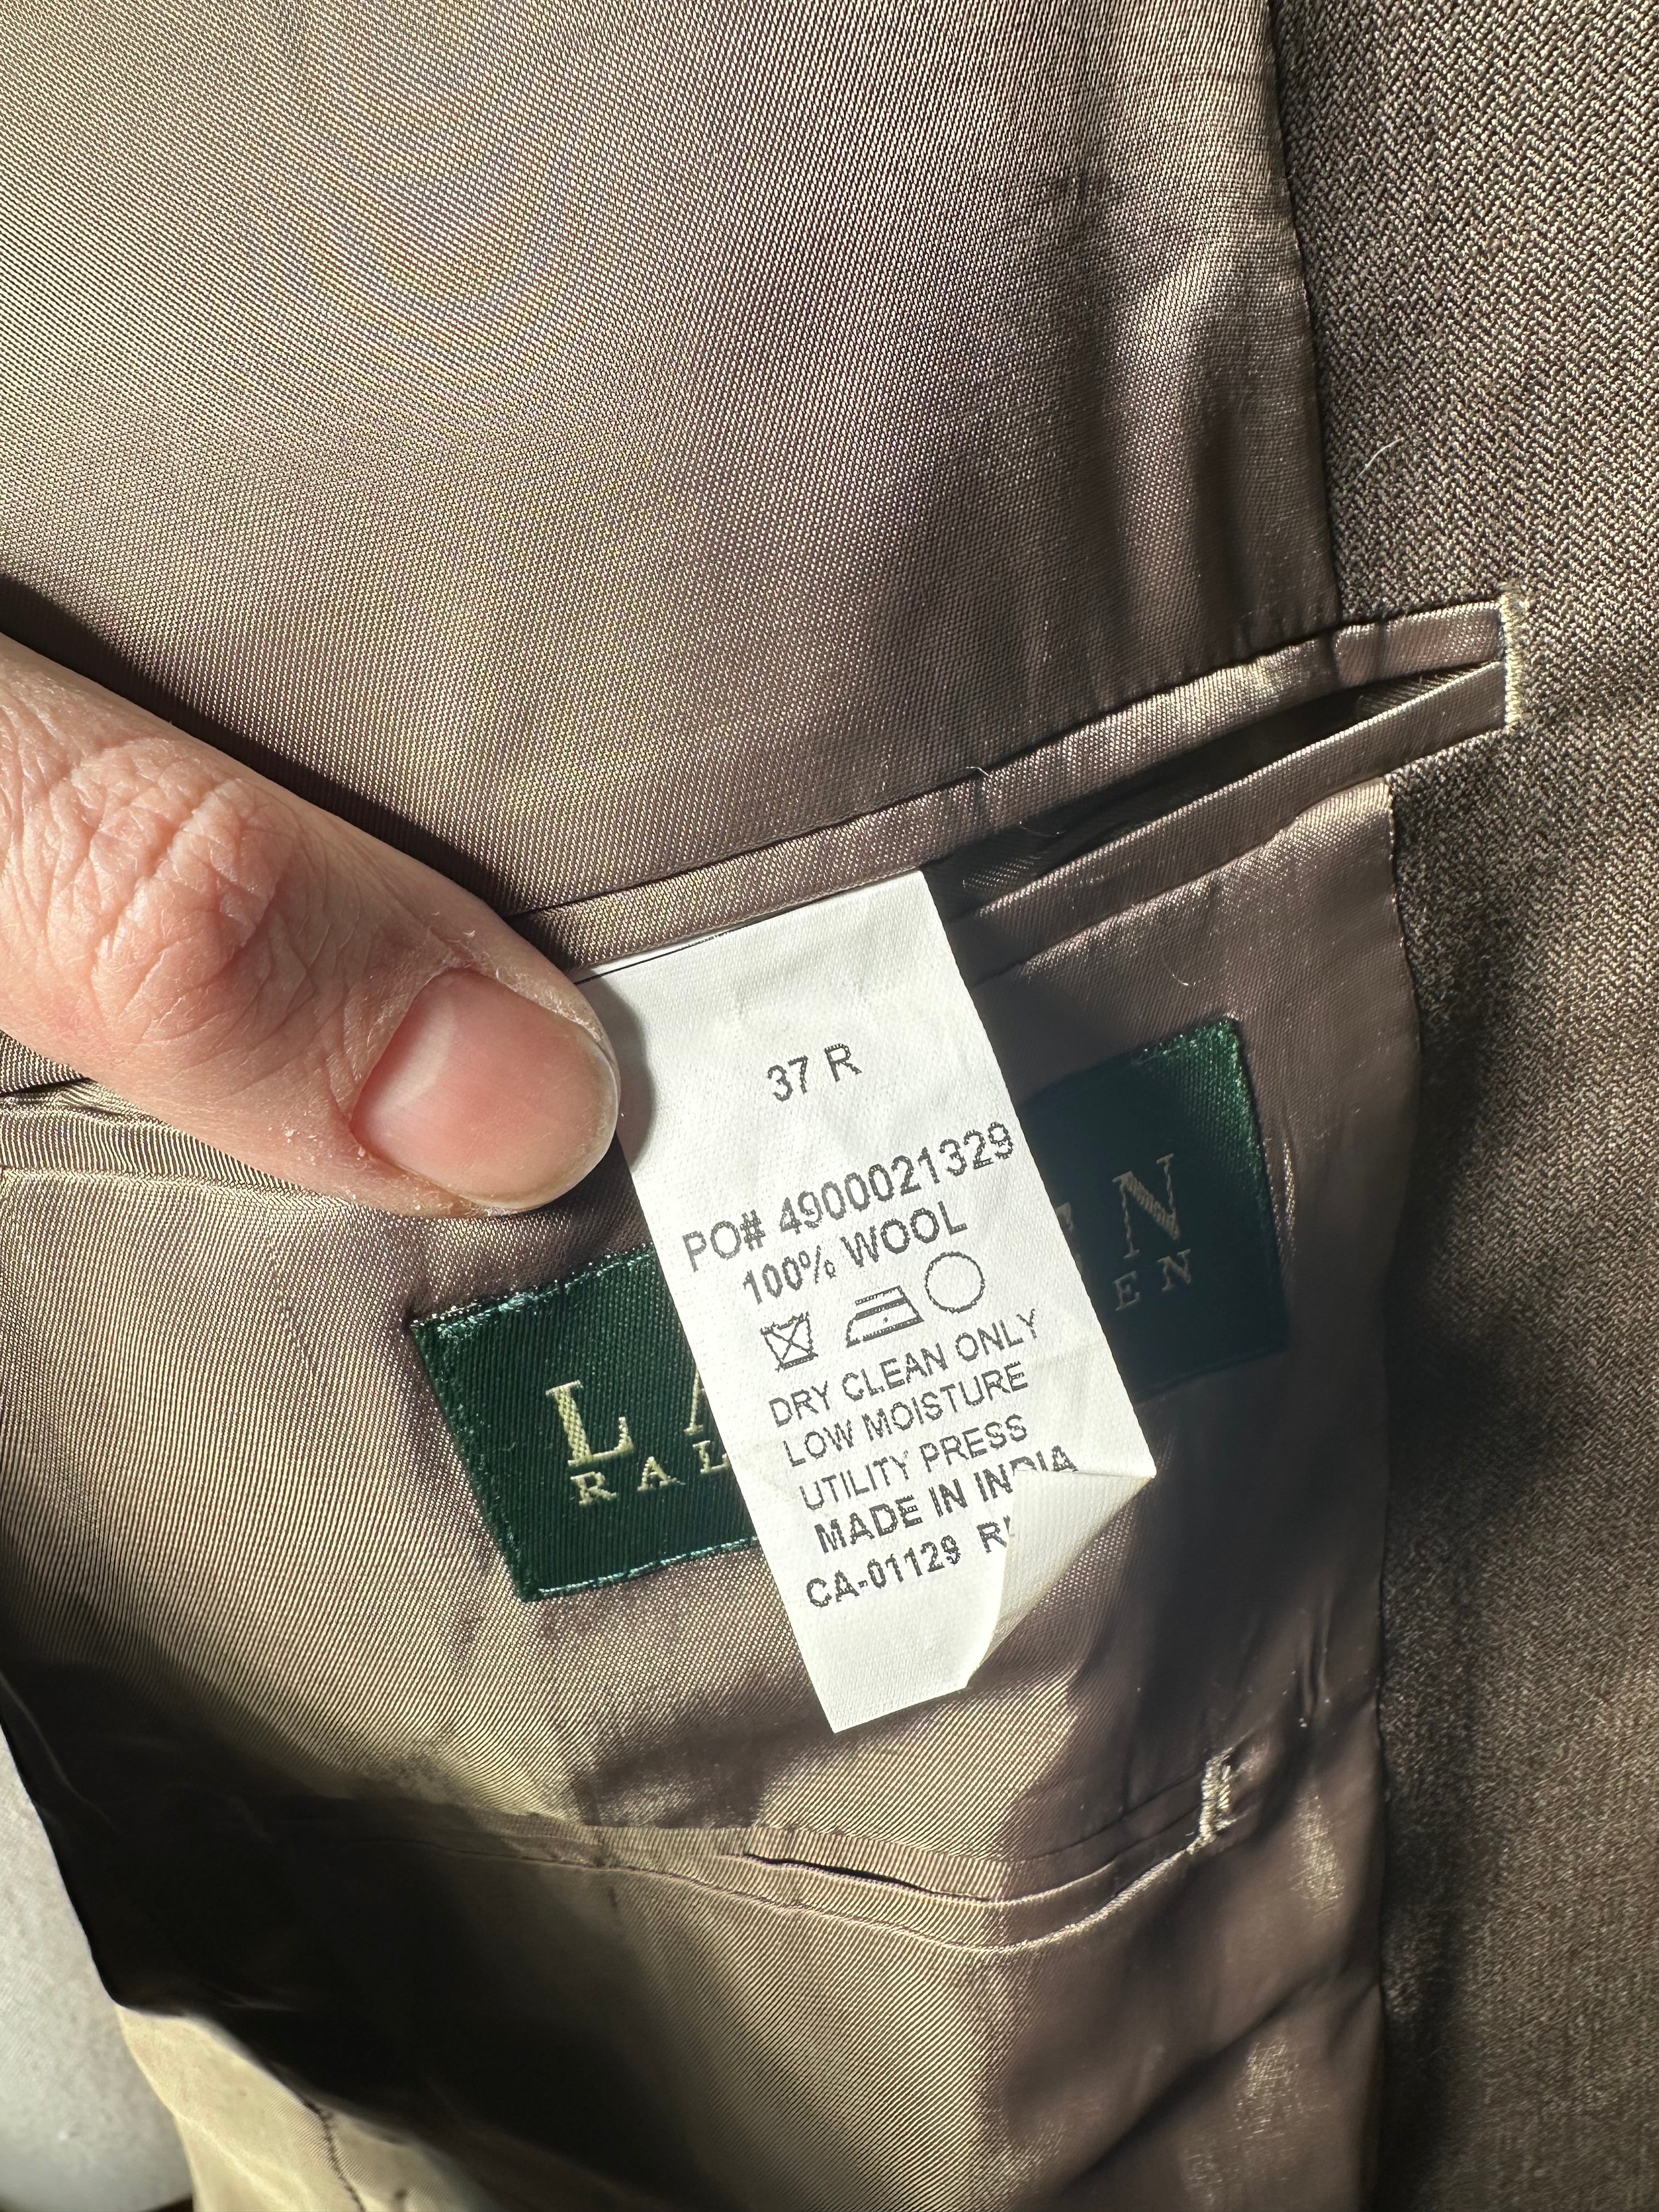 37 R
PO# 4900021329
100% WOOL
DRY CLEAN ONLY
LOW MOISTURE
UTILITY PRESS
MADE IN INDIA
CA-01129